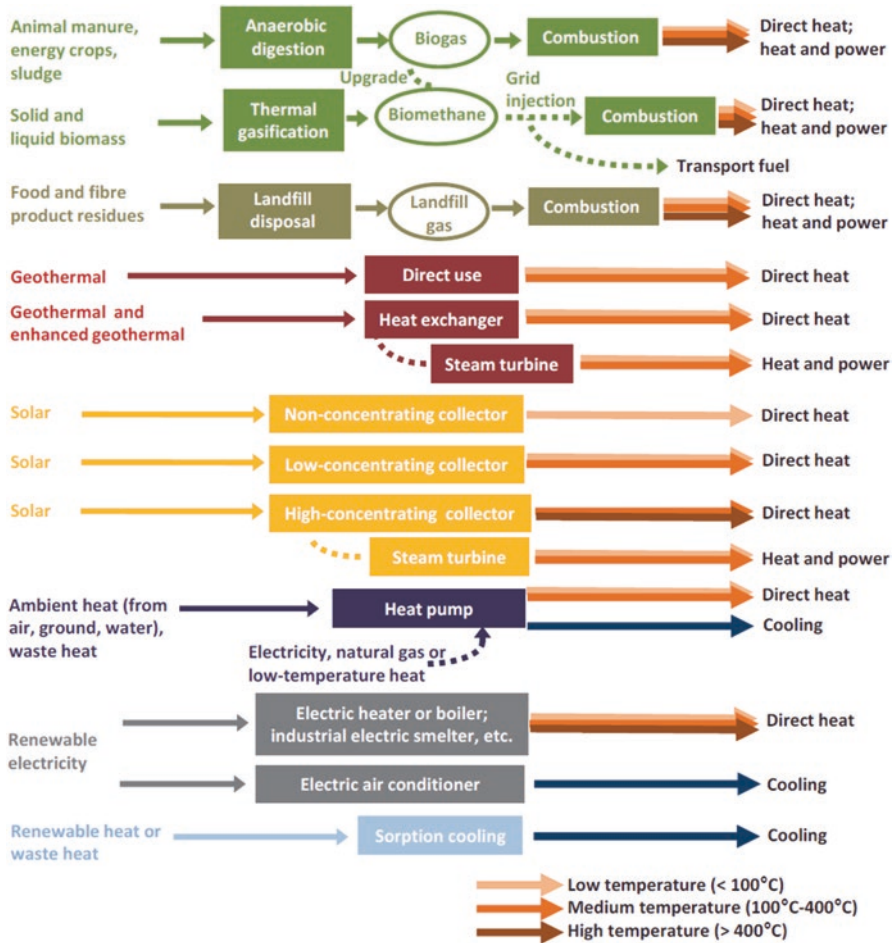 Animal manure,
energy crops,
sludge
Anaerobic
digestion
Biogas
Combustion
Direct heat;
heat and power
Upgrade
Grid
injection
Solid and
liquid biomass
Thermal
gasification
Biomethane
Combustion
Direct heat;
heat and power
Transport fuel
Food and fibre
product residues
Landfill
disposal
Landfill
gas
Combustion
Direct heat;
heat and power
Geothermal
Direct use
Direct heat
Geothermal and
enhanced geothermal
Heat exchanger
Direct heat
Steam turbine
Heat and power
Solar
Non-concentrating collector
Direct heat
Solar
Low-concentrating collector
Direct heat
Solar
High-concentrating collector
Direct heat
Steam turbine
Heat and power
Ambient heat (from
air, ground, water),
waste heat
Heat pump
Direct heat
Cooling
Electricity, natural gas or
low-temperature heat
Renewable
electricity
Electric heater or boiler;
industrial electric smelter, etc.
Direct heat
Electric air conditioner
Cooling
Renewable heat or
waste heat
Sorption cooling
Cooling
Low temperature (< 100°C)
Medium temperature (100°C-400°C)
High temperature (> 400°C)